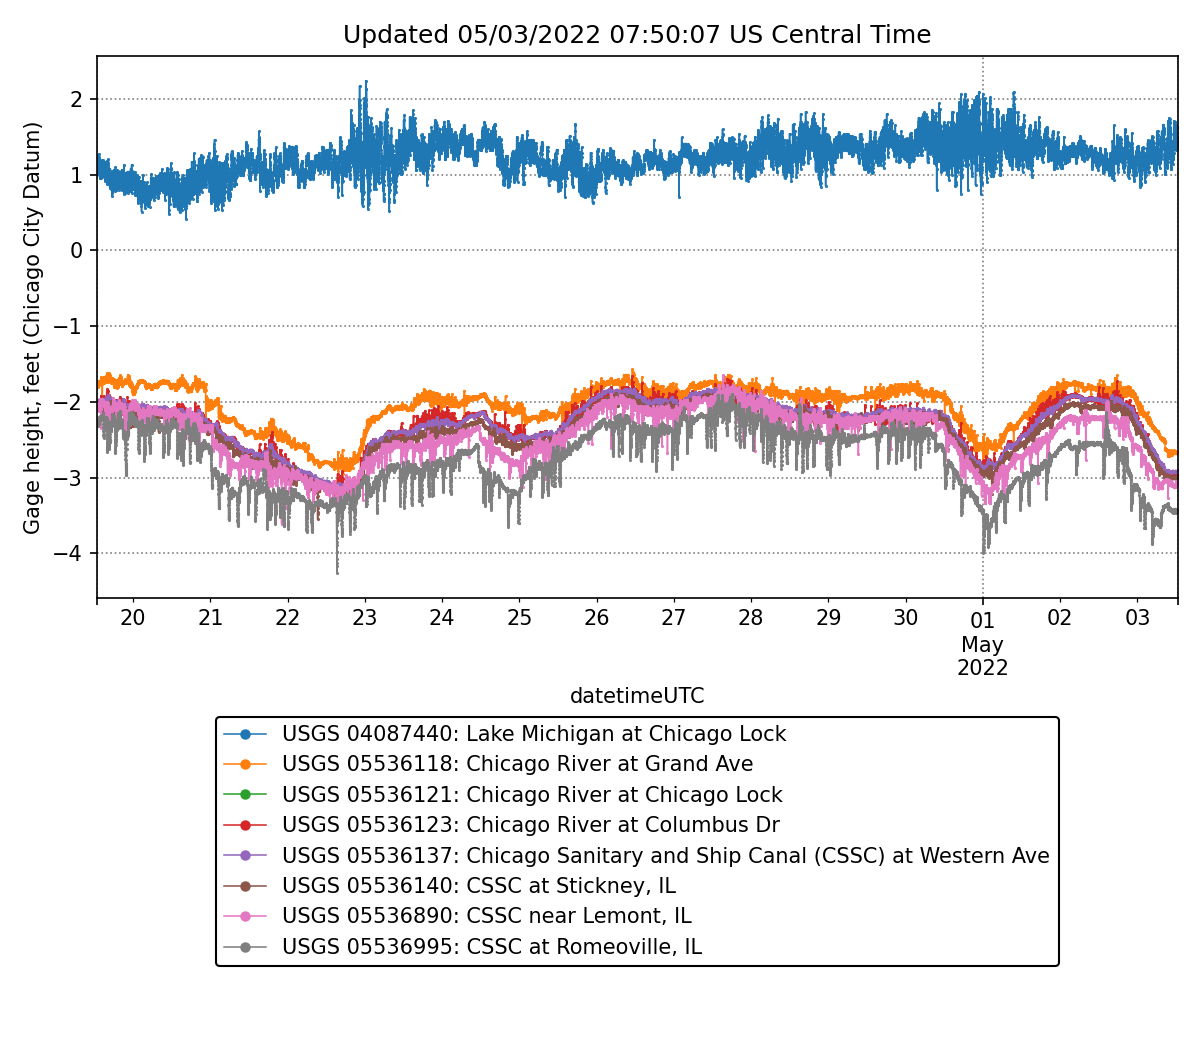 Updated 05/03/2022 07:50:07 US Central Time
Gage height, feet (Chicago City Datum)
2
1
0
−1
−2
−3
−4
20 21 22 23 24 25 26 27 28 29 30 01 02 03
May
2022
datetimeUTC
USGS 04087440: Lake Michigan at Chicago Lock
USGS 05536118: Chicago River at Grand Ave
USGS 05536121: Chicago River at Chicago Lock
USGS 05536123: Chicago River at Columbus Dr
USGS 05536137: Chicago Sanitary and Ship Canal (CSSC) at Western Ave
USGS 05536140: CSSC at Stickney, IL
USGS 05536890: CSSC near Lemont, IL
USGS 05536995: CSSC at Romeoville, IL